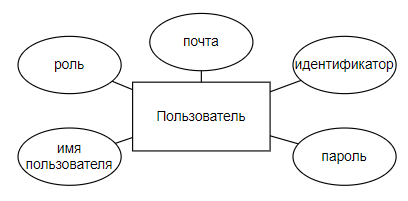 почта
роль
идентификатор
Пользователь
имя
пользователя
пароль